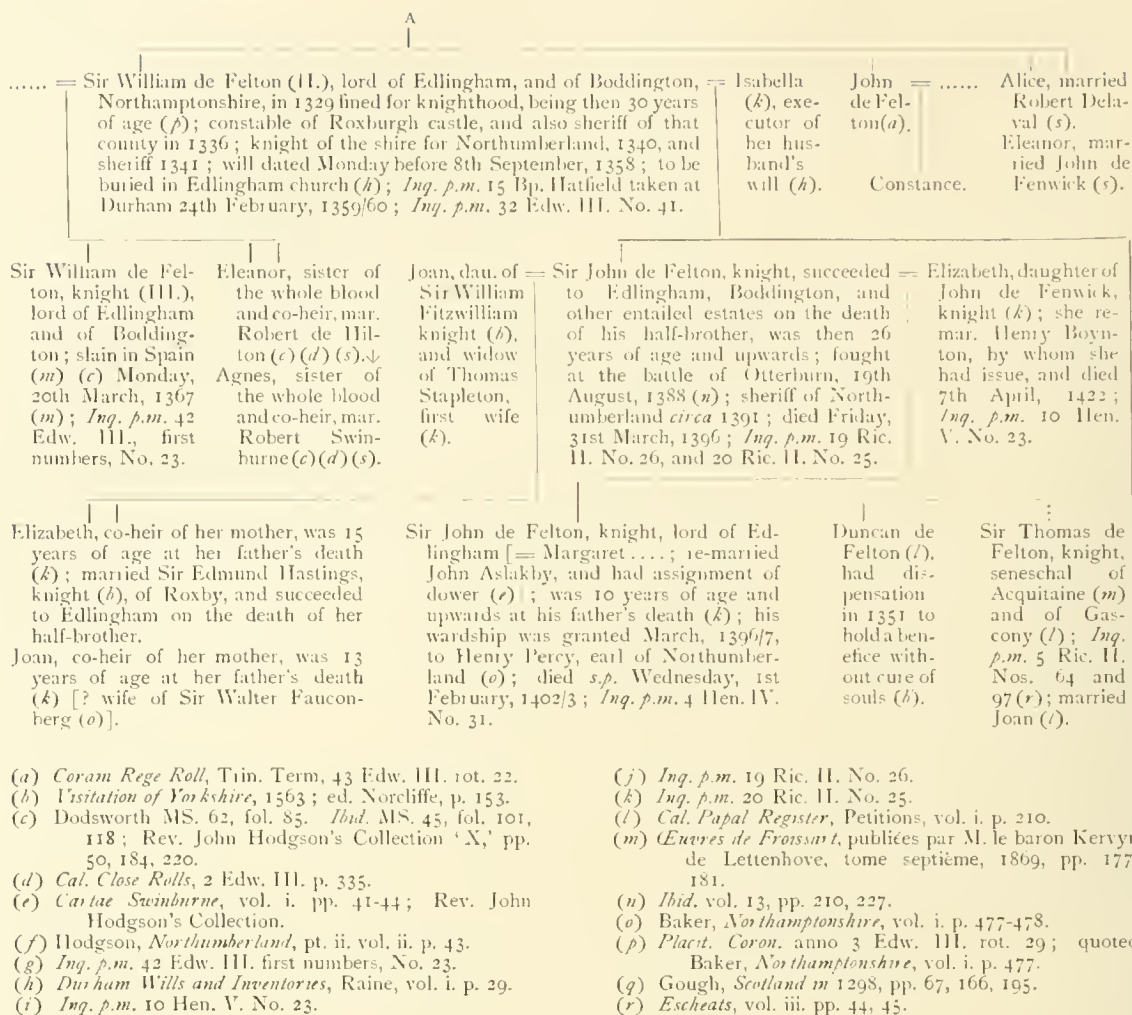 A
...... = Sir William de Felton (II.), lord of Edlingham, and of Boddington, =
Northamptonshire, in 1329 fined for knighthood, being then 30 years
of age (p); constable of Roxburgh castle, and also sheriff of that
county in 1336; knight of the shire for Northumberland, 1340, and
sheriff 1341; will dated Monday before 8th September, 1358; to be
buried in Edlingham church (h); Inq. p.m. 15 Bp. Hatfield taken at
Durham 24th February, 1359/60; Inq. p.m. 32 Edw. III. No. 41.
Isabella
(k), exe-
cutor of
her hus-
band's
will (h).
John = ......
de Fel-
ton(a).
Constance.
Alice, married
Robert Dela-
val (s).
Eleanor, mar-
ried John de
Fenwick (s).
Sir William de Fel-
ton, knight (III.),
lord of Edlingham
and of Bodding-
ton; slain in Spain
(m) (c) Monday,
20th March, 1367
(m); Inq. p.m. 42
Edw. III., first
numbers, No. 23.
Eleanor, sister of
the whole blood
and co-heir, mar.
Robert de Hil-
ton (c) (d) (s).↓
Agnes, sister of
the whole blood
and co-heir, mar.
Robert Swin-
burne (c) (d) (s).
Joan, dau. of =
Sir William
Fitzwilliam
knight (h),
and widow
of Thomas
Stapleton,
first wife
(k).
Sir John de Felton, knight, succeeded =
to Edlingham, Boddington, and
other entailed estates on the death
of his half-brother, was then 26
years of age and upwards; fought
at the battle of Otterburn, 19th
August, 1388 (n); sheriff of North-
umberland circa 1391; died Friday,
31st March, 1396; Inq. p.m. 19 Ric.
II. No. 26, and 20 Ric. II. No. 25.
Elizabeth, daughter of
John de Fenwick,
knight (k); she re-
mar. Henry Boyn-
ton, by whom she
had issue, and died
7th April, 1422;
Inq. p.m. 10 Hen.
V. No. 23.
Elizabeth, co-heir of her mother, was 15
years of age at her father's death
(k); married Sir Edmund Hastings,
knight (b), of Roxby, and succeeded
to Edlingham on the death of her
half-brother.
Joan, co-heir of her mother, was 13
years of age at her father's death
(k) [? wife of Sir Walter Faucon-
berg (o)].
Sir John de Felton, knight, lord of Ed-
lingham [= Margaret ....; re-married
John Aslakby, and had assignment of
dower (e) ; was 10 years of age and
upwards at his father's death (k); his
wardship was granted March, 1396/7,
to Henry Percy, earl of Northumber-
land (o); died s.p. Wednesday, 1st
February, 1402/3; Inq. p.m. 4 Hen. IV.
No. 31.
Duncan de
Felton (l),
had dis-
pensation
in 1351 to
hold a ben-
efice with-
out cure of
souls (h).
Sir Thomas de
Felton, knight,
seneschal of
Acquitaine (m)
and of Gas-
cony (l); Inq.
p.m. 5 Ric. II.
Nos. 64 and
97 (r); married
Joan (l).
(a) Coram Rege Roll, Trin. Term, 43 Edw. III. rot. 22.
(b) Visitation of Yorkshire, 1563; ed. Norcliffe, p. 153.
(c) Dodsworth MS. 62, fol. 85. Ibid. MS. 45, fol. 101,
118; Rev. John Hodgson's Collection 'X,' pp.
50, 184, 220.
(d) Cal. Close Rolls, 2 Edw. III. p. 335.
(e) Cartae Swinburne, vol. i. pp. 41-44; Rev. John
Hodgson's Collection.
(f) Hodgson, Northumberland, pt. ii. vol. ii. p. 43.
(g) Inq. p.m. 42 Edw. III. first numbers, No. 23.
(h) Durham Wills and Inventories, Raine, vol. i. p. 29.
(i) Inq. p.m. 10 Hen. V. No. 23.
(j) Inq. p.m. 19 Ric. II. No. 26.
(k) Inq. p.m. 20 Ric. II. No. 25.
(l) Cal. Papal Register, Petitions, vol. i. p. 210.
(m) Œuvres de Froissart, publiées par M. le baron Kervyn
de Lettenhove, tome septième, 1869, pp. 177
181.
(n) Ibid. vol. 13, pp. 210, 227.
(o) Baker, Northamptonshire, vol. i. p. 477-478.
(p) Placit. Coron. anno 3 Edw. III. rot. 29; quoted
Baker, Northamptonshire, vol. i. p. 477.
(q) Gough, Scotland in 1298, pp. 67, 166, 195.
(r) Escheats, vol. iii. pp. 44, 45.